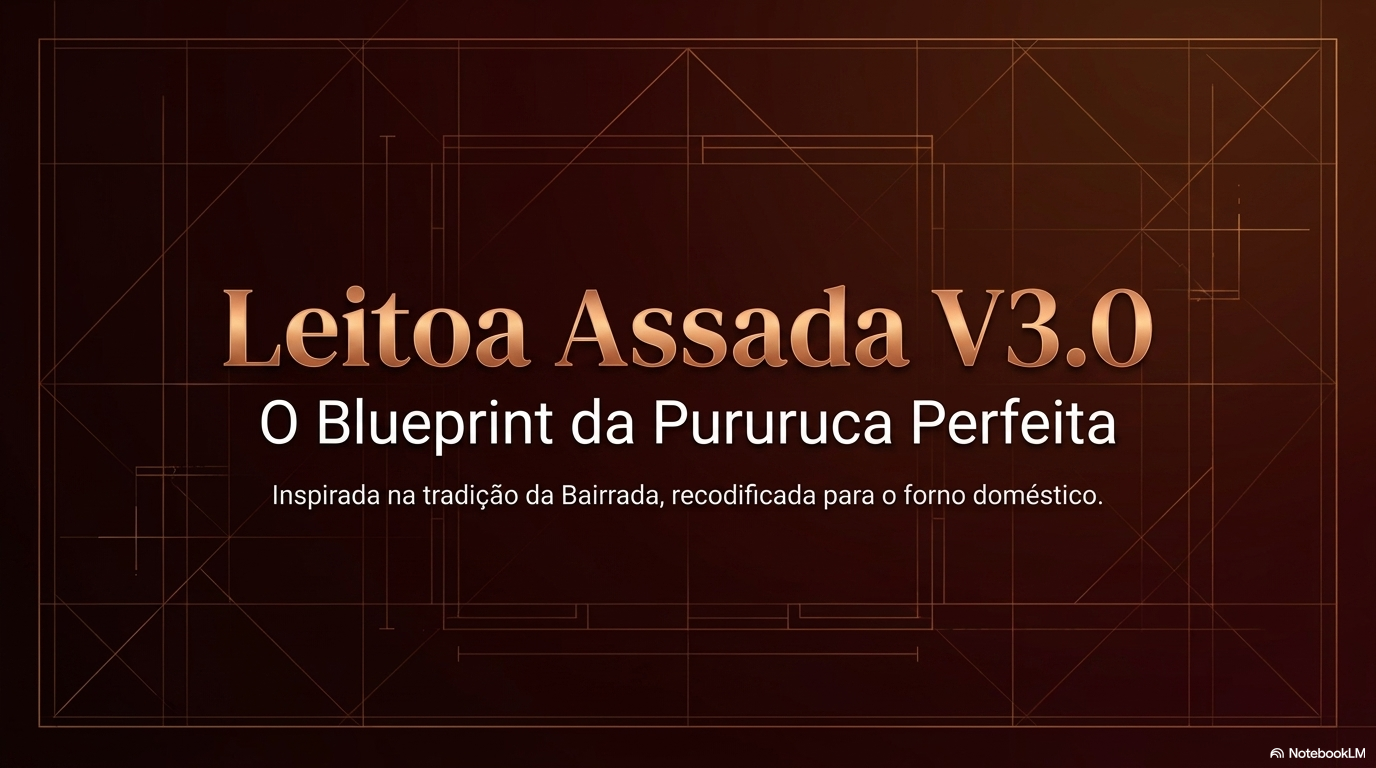 Leitoa Assada V3.0
O Blueprint da Pururuca Perfeita
Inspirada na tradição da Bairrada, recodificada para o forno doméstico.
NotebookLM